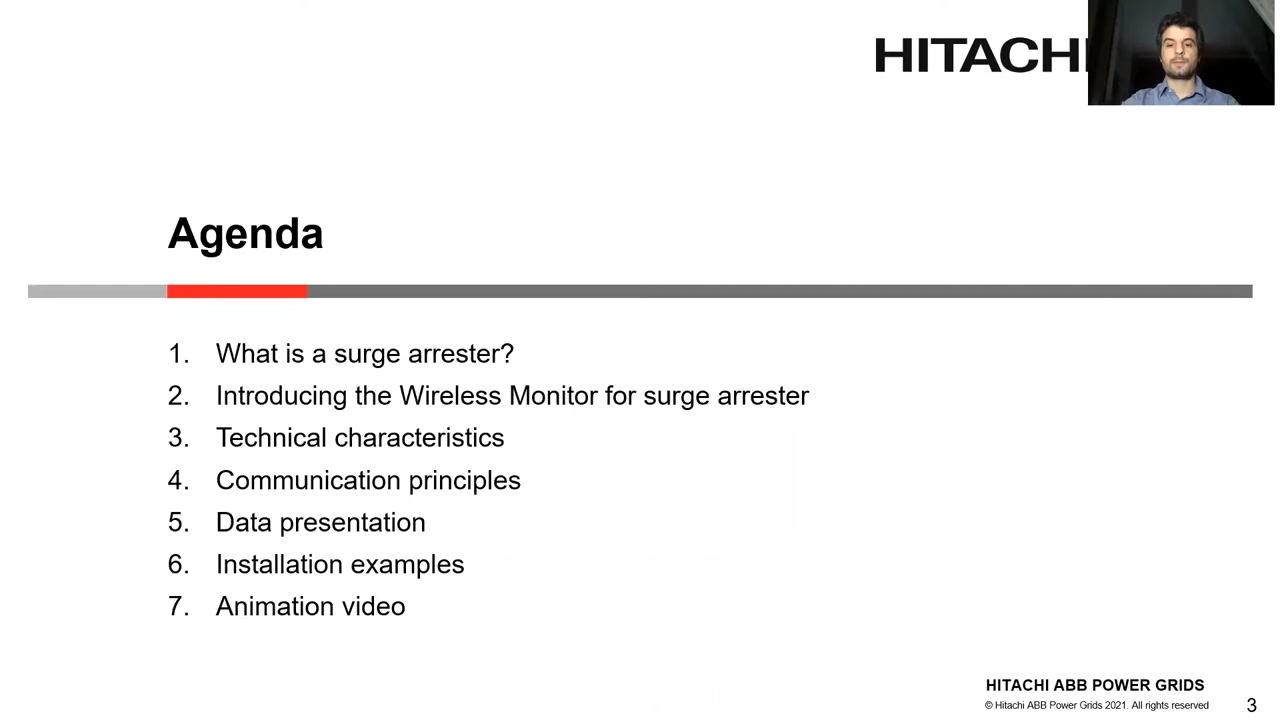 HITACHI
Agenda
1. What is a surge arrester?
2. Introducing the Wireless Monitor for surge arrester
3. Technical characteristics
4. Communication principles
5. Data presentation
6. Installation examples
7. Animation video
HITACHI ABB POWER GRIDS
© Hitachi ABB Power Grids 2021. All rights reserved
3